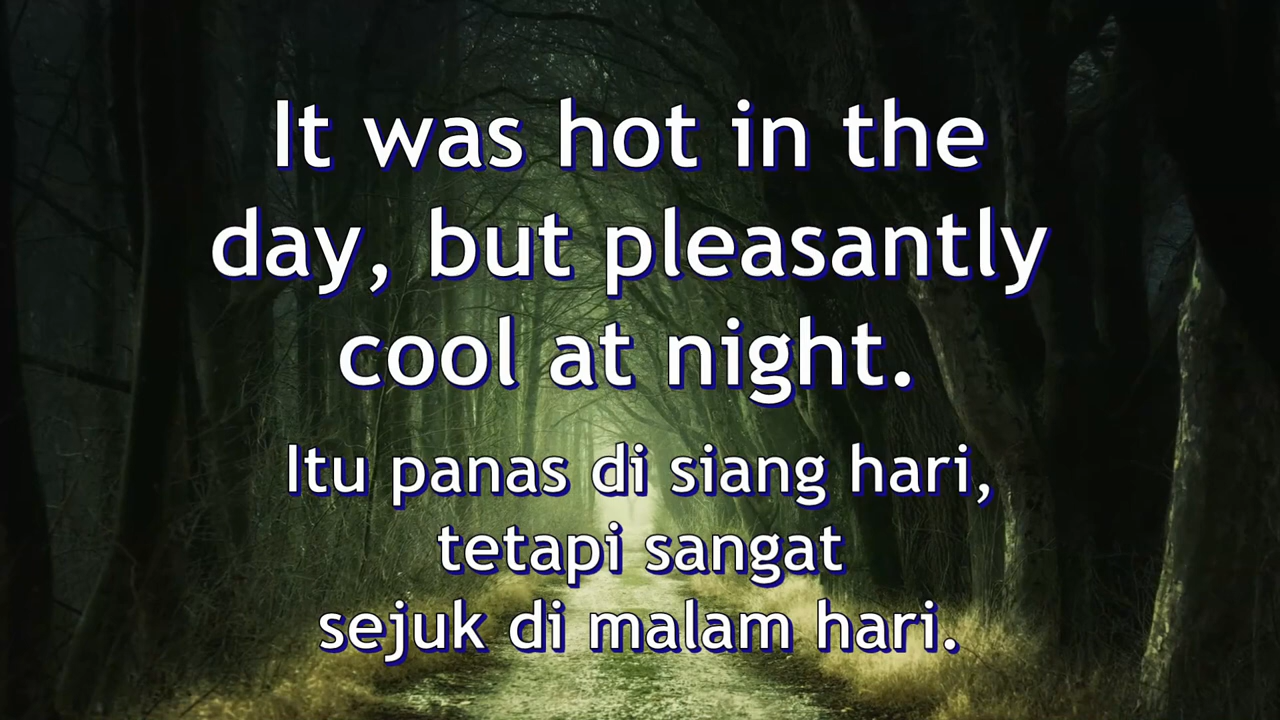 It was hot in the
day, but pleasantly
cool at night.
Itu panas di siang hari,
tetapi sangat
sejuk di malam hari.